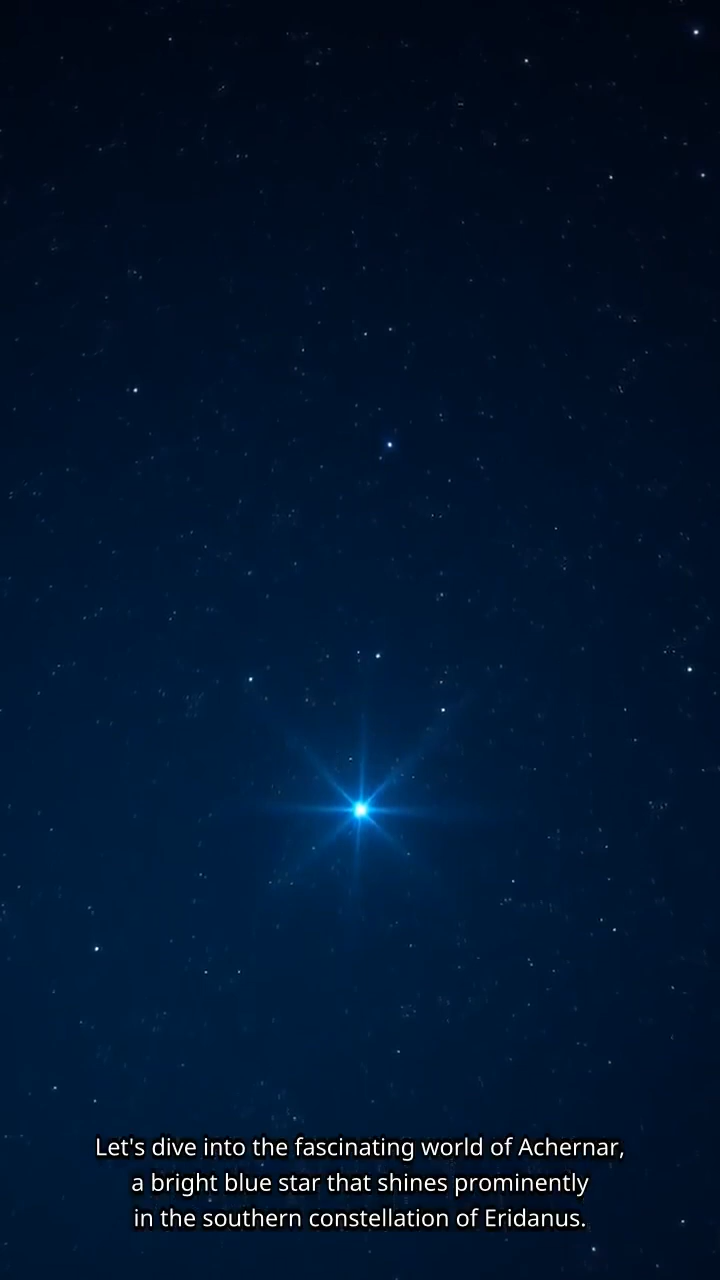 Let's dive into the fascinating world of Achernar,
a bright blue star that shines prominently
in the southern constellation of Eridanus.